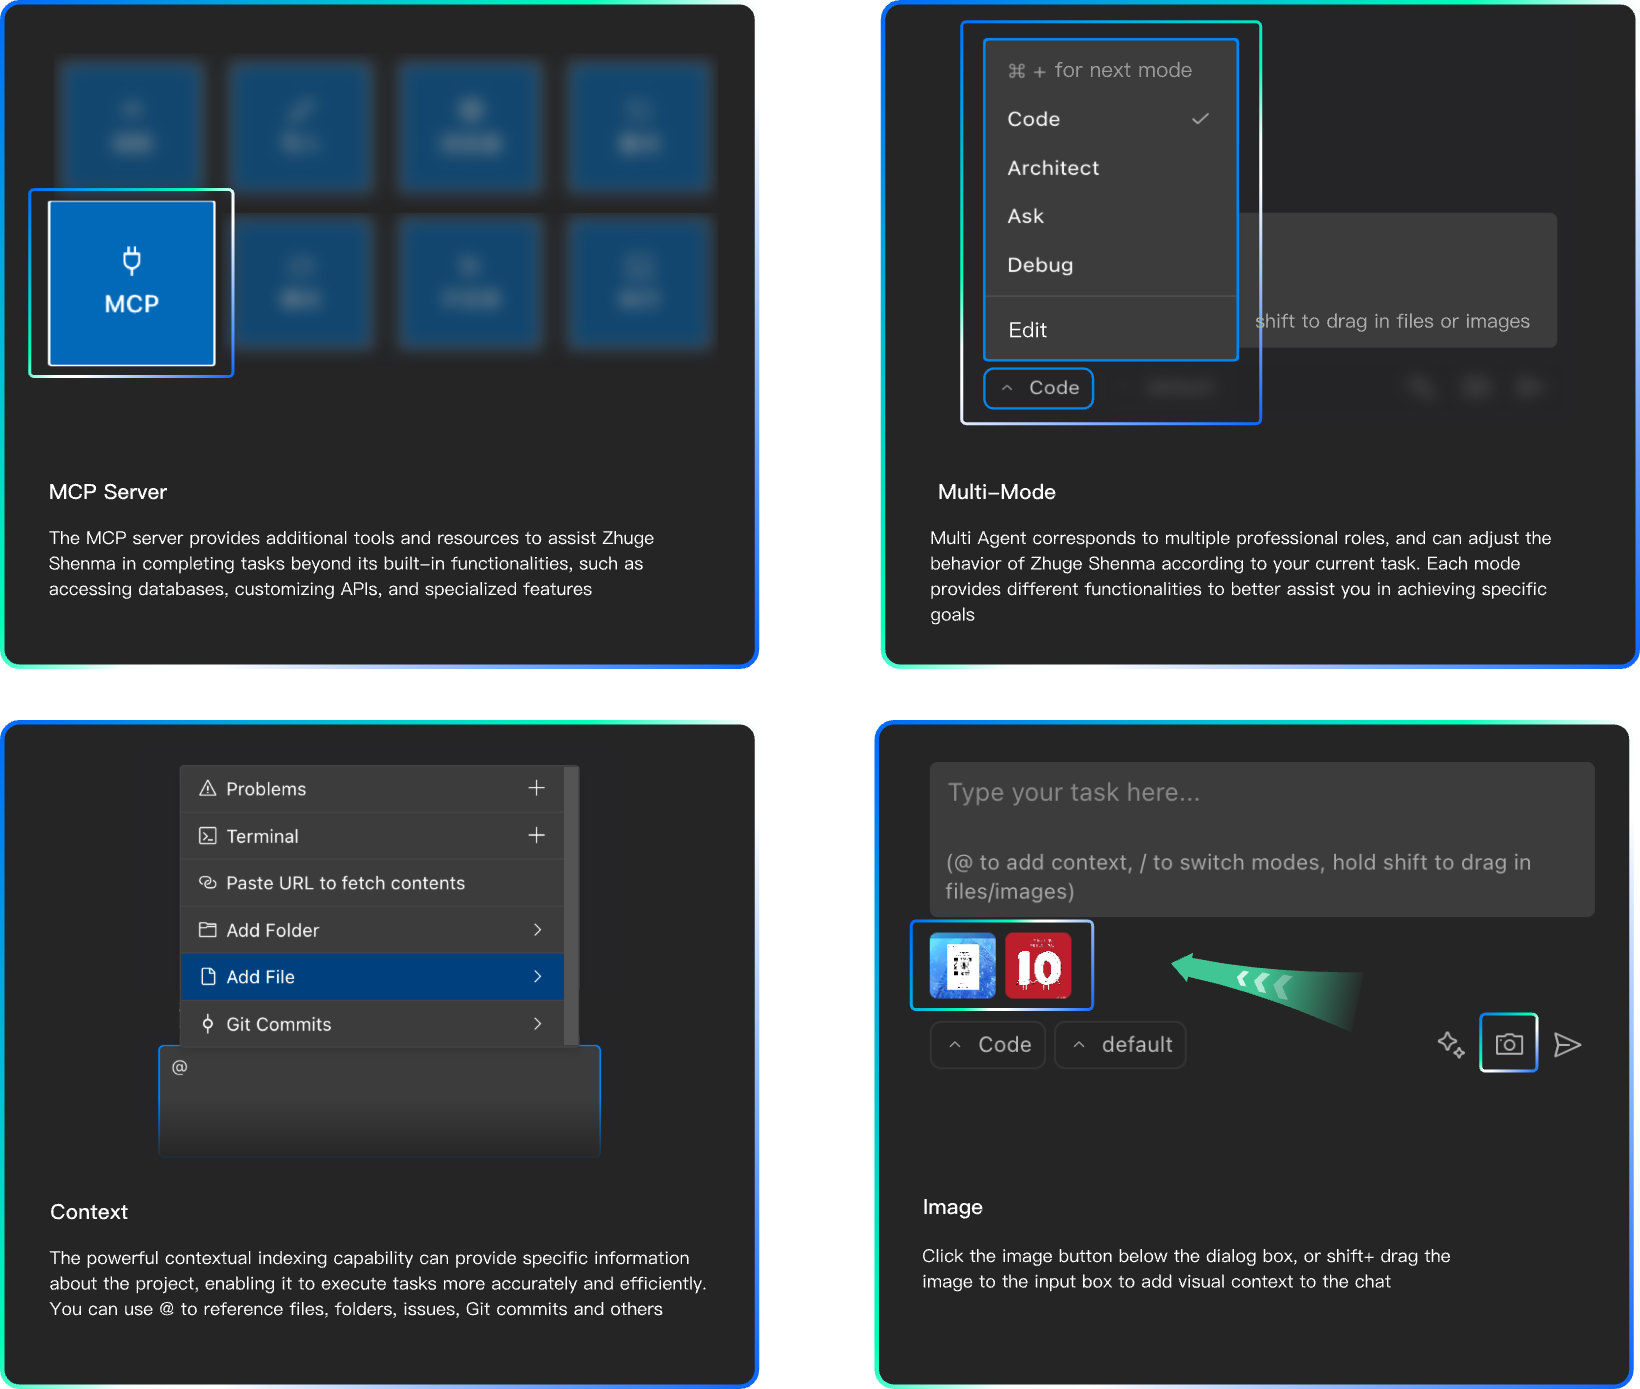 MCP
MCP Server
The MCP server provides additional tools and resources to assist Zhuge
Shenma in completing tasks beyond its built-in functionalities, such as
accessing databases, customizing APIs, and specialized features
⌘ + for next mode
Code
Architect
Ask
Debug
Edit
shift to drag in files or images
Code
Multi-Mode
Multi Agent corresponds to multiple professional roles, and can adjust the
behavior of Zhuge Shenma according to your current task. Each mode
provides different functionalities to better assist you in achieving specific
goals
Problems
Terminal
Paste URL to fetch contents
Add Folder
Add File
Git Commits
@
Context
The powerful contextual indexing capability can provide specific information
about the project, enabling it to execute tasks more accurately and efficiently.
You can use @ to reference files, folders, issues, Git commits and others
Type your task here...
(@ to add context, / to switch modes, hold shift to drag in
files/images)
10
Code default
Image
Click the image button below the dialog box, or shift+ drag the
image to the input box to add visual context to the chat